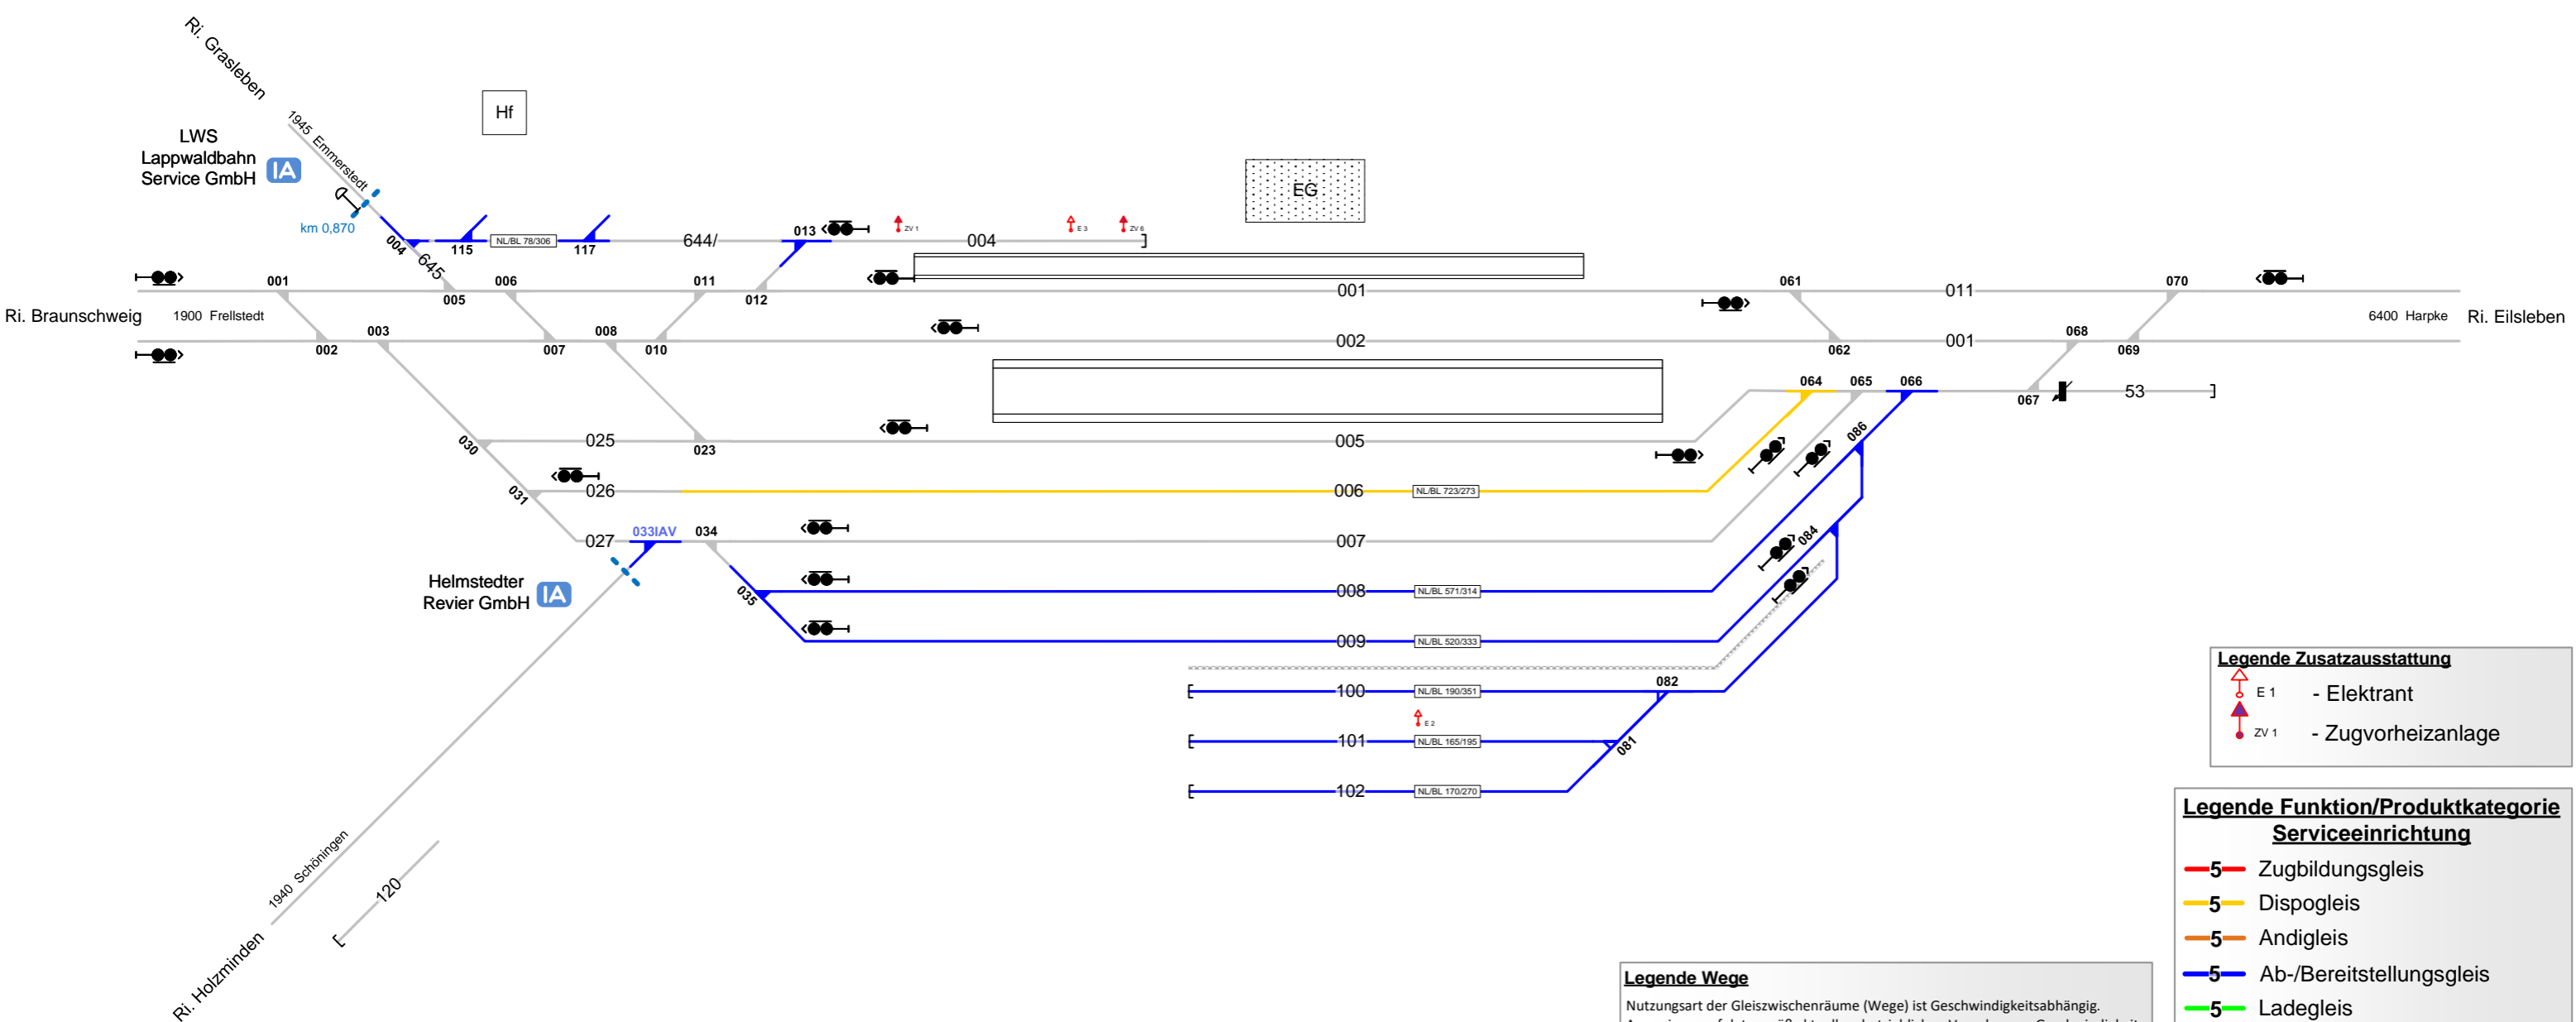 Ri. Grasleben
1945 Emmerstedt
LWS
Lappwaldbahn
Service GmbH
IA
km 0,870
Hf
EG
004
115
NL/BL 78/306
117
644/
013
ZV 1
004
E 3
ZV 6
645
001
005
006
011
012
001
061
011
070
Ri. Braunschweig
1900 Frellstedt
6400 Harpke
Ri. Eilsleben
003
002
007
008
010
002
062
001
068
069
064
065
066
067
53
030
025
023
005
086
031
026
006
NL/BL 723/273
027
033IAV
034
007
084
Helmstedter
Revier GmbH
IA
035
008
NL/BL 571/314
009
NL/BL 520/333
100
NL/BL 190/351
082
E 2
101
NL/BL 165/195
081
102
NL/BL 170/270
1940 Schöningen
120
Ri. Holzminden
Legende Zusatzausstattung
E 1 - Elektrant
ZV 1 - Zugvorheizanlage
Legende Funktion/Produktkategorie
Serviceeinrichtung
5 Zugbildungsgleis
5 Dispogleis
5 Andigleis
5 Ab-/Bereitstellungsgleis
5 Ladegleis
Legende Wege
Nutzungsart der Gleiszwischenräume (Wege) ist Geschwindigkeitsabhängig.